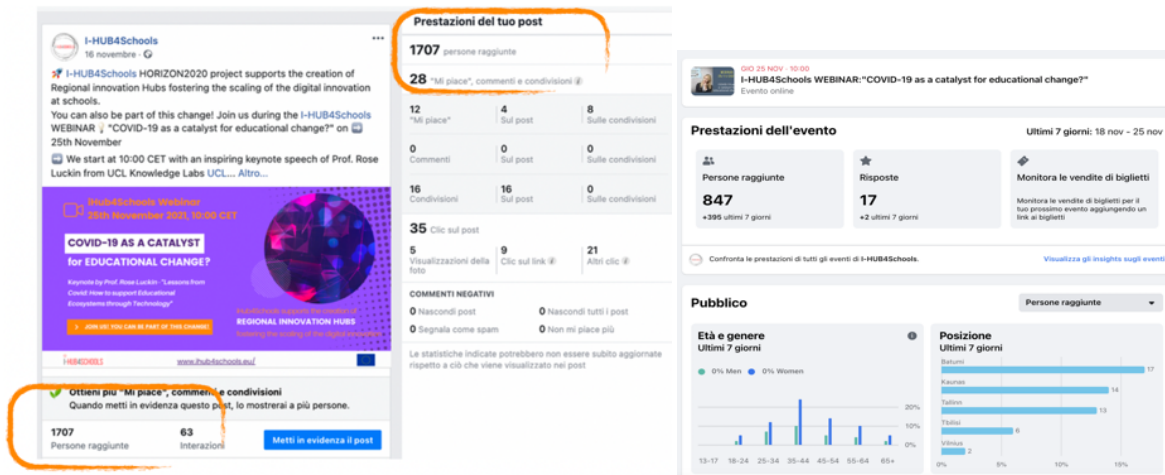 I-HUB4Schools
16 novembre ·
🚀 I-HUB4Schools HORIZON2020 project supports the creation of
Regional innovation Hubs fostering the scaling of the digital innovation
at schools.
You can also be part of this change! Join us during the I-HUB4Schools
WEBINAR 💡 "COVID-19 as a catalyst for educational change?" on ➡️
25th November
➡️ We start at 10:00 CET with an inspiring keynote speech of Prof. Rose
Luckin from UCL Knowledge Labs UCL... Altro...
iHub4Schools Webinar
25th November 2021, 10:00 CET
COVID-19 AS A CATALYST
for EDUCATIONAL CHANGE?
Keynote by Prof. Rose Luckin - "Lessons from
Covid: How to support Educational
Ecosystems through Technology"
> JOIN US! YOU CAN BE PART OF THIS CHANGE!
iHub4Schools supports the creation of
REGIONAL INNOVATION HUBS
fostering the scaling of the digital innovation
iHUB4SCHOOLS
www.ihub4schools.eu/
Ottieni più "Mi piace", commenti e condivisioni
Quando metti in evidenza questo post, lo mostrerai a più persone.
1707
Persone raggiunte
63
Interazioni
Metti in evidenza il post
Prestazioni del tuo post
1707 persone raggiunte
28 "Mi piace", commenti e condivisioni
12 4 8
"Mi piace" Sul post Sulle condivisioni
0 0 0
Commenti Sul post Sulle condivisioni
16 16 0
Condivisioni Sul post Sulle condivisioni
35 Clic sul post
5 9 21
Visualizzazioni della Clic sul link Altri clic
foto
COMMENTI NEGATIVI
0 Nascondi post 0 Nascondi tutti i post
0 Segnala come spam 0 Non mi piace più
Le statistiche indicate potrebbero non essere subito aggiornate
rispetto a ciò che viene visualizzato nei post
GIO 25 NOV · 10:00
I-HUB4Schools WEBINAR:"COVID-19 as a catalyst for educational change?"
Evento online
Prestazioni dell'evento Ultimi 7 giorni: 18 nov - 25 nov
Persone raggiunte
847
+395 ultimi 7 giorni
Risposte
17
+2 ultimi 7 giorni
Monitora le vendite di biglietti
Monitora le vendite di biglietti per il
tuo prossimo evento aggiungendo un
link ai biglietti
Confronta le prestazioni di tutti gli eventi di I-HUB4Schools. Visualizza gli insights sugli eventi
Pubblico Persone raggiunte
Età e genere
Ultimi 7 giorni
0% Men 0% Women
20%
10%
0%
13-17 18-24 25-34 35-44 45-54 55-64 65+
Posizione
Ultimi 7 giorni
Batumi
17
Kaunas
14
Tallinn
13
Tbilisi
6
Vilnius
2
0% 5% 10% 15%